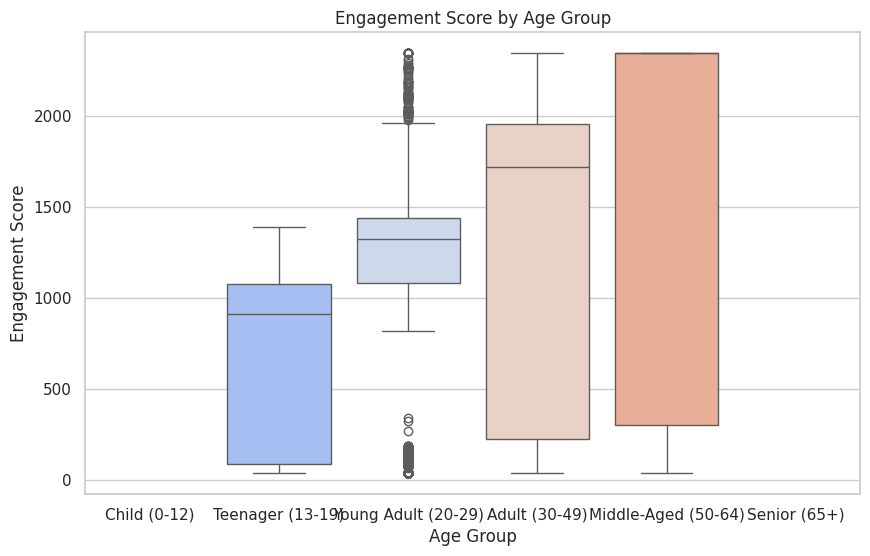 Engagement Score by Age Group
Engagement Score
2000
1500
1000
500
0
Child (0-12) Teenager (13-19) Young Adult (20-29) Adult (30-49) Middle-Aged (50-64) Senior (65+)
Age Group